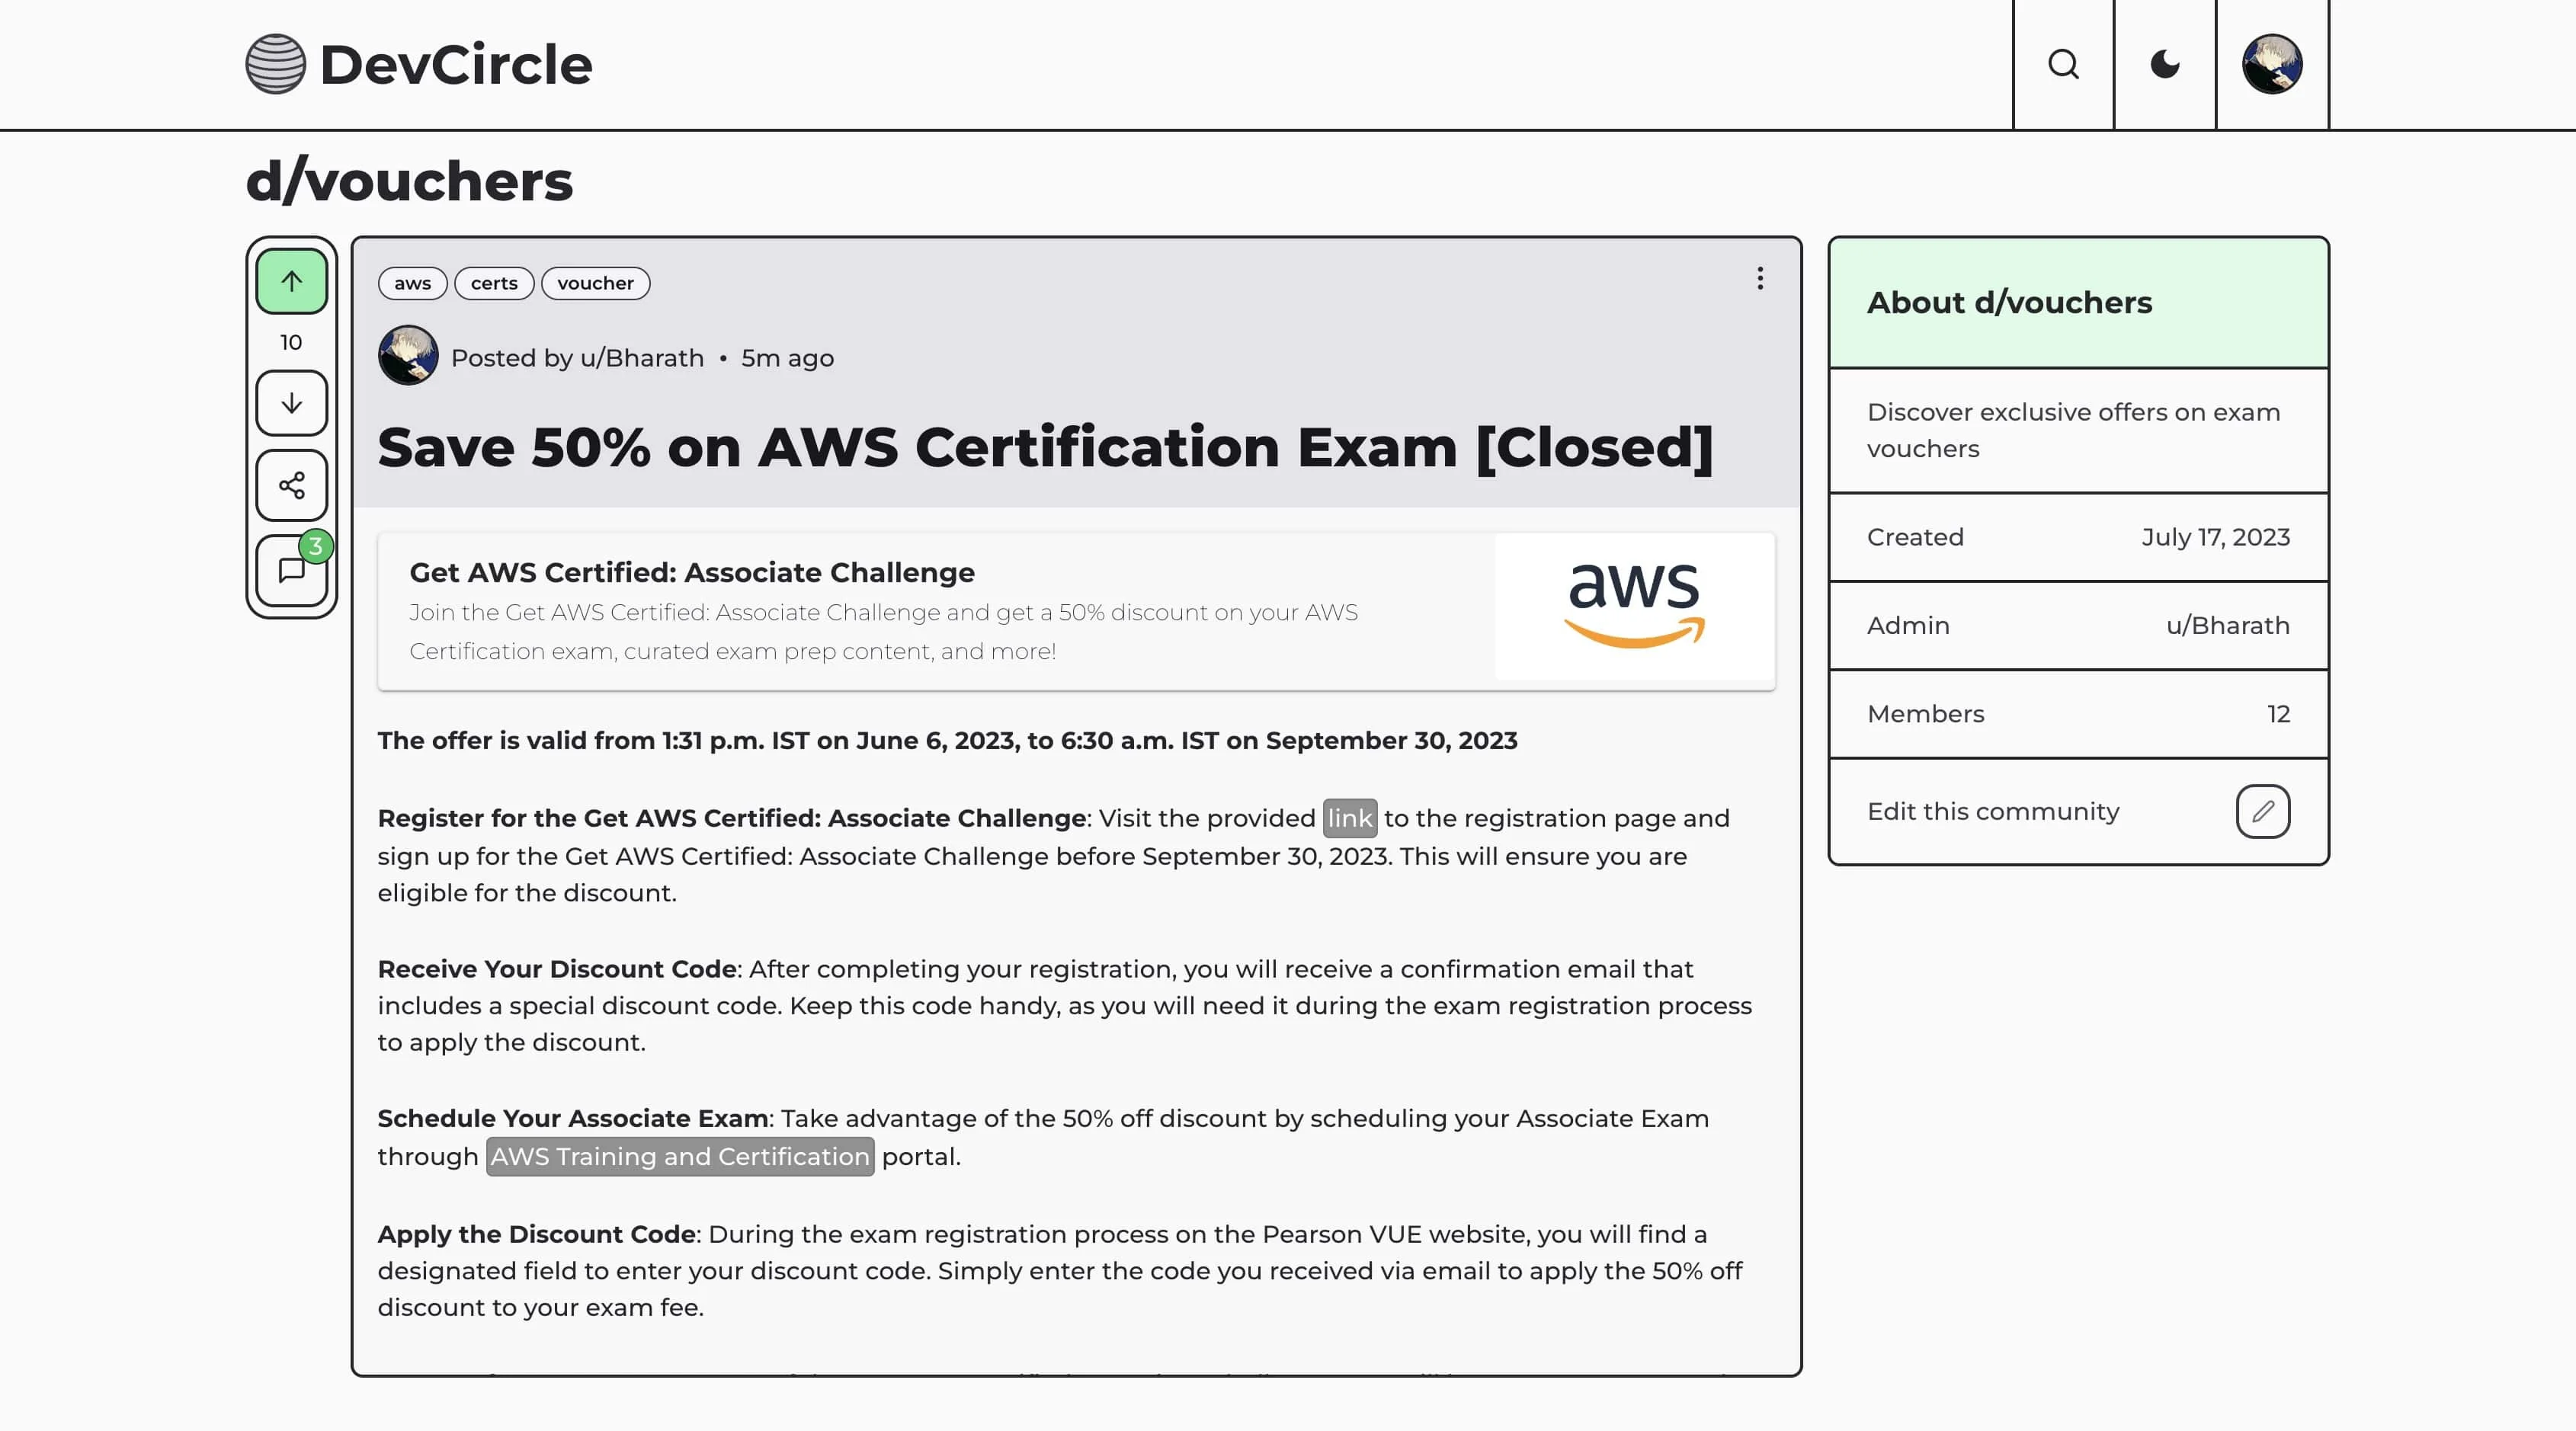 DevCircle
d/vouchers
10
3
aws certs voucher
Posted by u/Bharath • 5m ago
Save 50% on AWS Certification Exam [Closed]
Get AWS Certified: Associate Challenge
Join the Get AWS Certified: Associate Challenge and get a 50% discount on your AWS
Certification exam, curated exam prep content, and more!
aws
The offer is valid from 1:31 p.m. IST on June 6, 2023, to 6:30 a.m. IST on September 30, 2023
Register for the Get AWS Certified: Associate Challenge: Visit the provided link to the registration page and
sign up for the Get AWS Certified: Associate Challenge before September 30, 2023. This will ensure you are
eligible for the discount.
Receive Your Discount Code: After completing your registration, you will receive a confirmation email that
includes a special discount code. Keep this code handy, as you will need it during the exam registration process
to apply the discount.
Schedule Your Associate Exam: Take advantage of the 50% off discount by scheduling your Associate Exam
through AWS Training and Certification portal.
Apply the Discount Code: During the exam registration process on the Pearson VUE website, you will find a
designated field to enter your discount code. Simply enter the code you received via email to apply the 50% off
discount to your exam fee.
About d/vouchers
Discover exclusive offers on exam
vouchers
Created July 17, 2023
Admin u/Bharath
Members 12
Edit this community